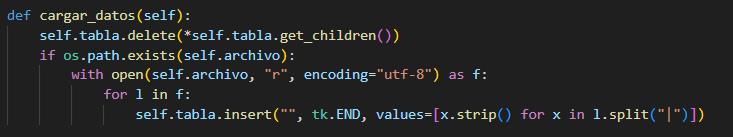 def cargar_datos(self):
    self.tabla.delete(*self.tabla.get_children())
    if os.path.exists(self.archivo):
        with open(self.archivo, "r", encoding="utf-8") as f:
            for l in f:
                self.tabla.insert("", tk.END, values=[x.strip() for x in l.split("|")])